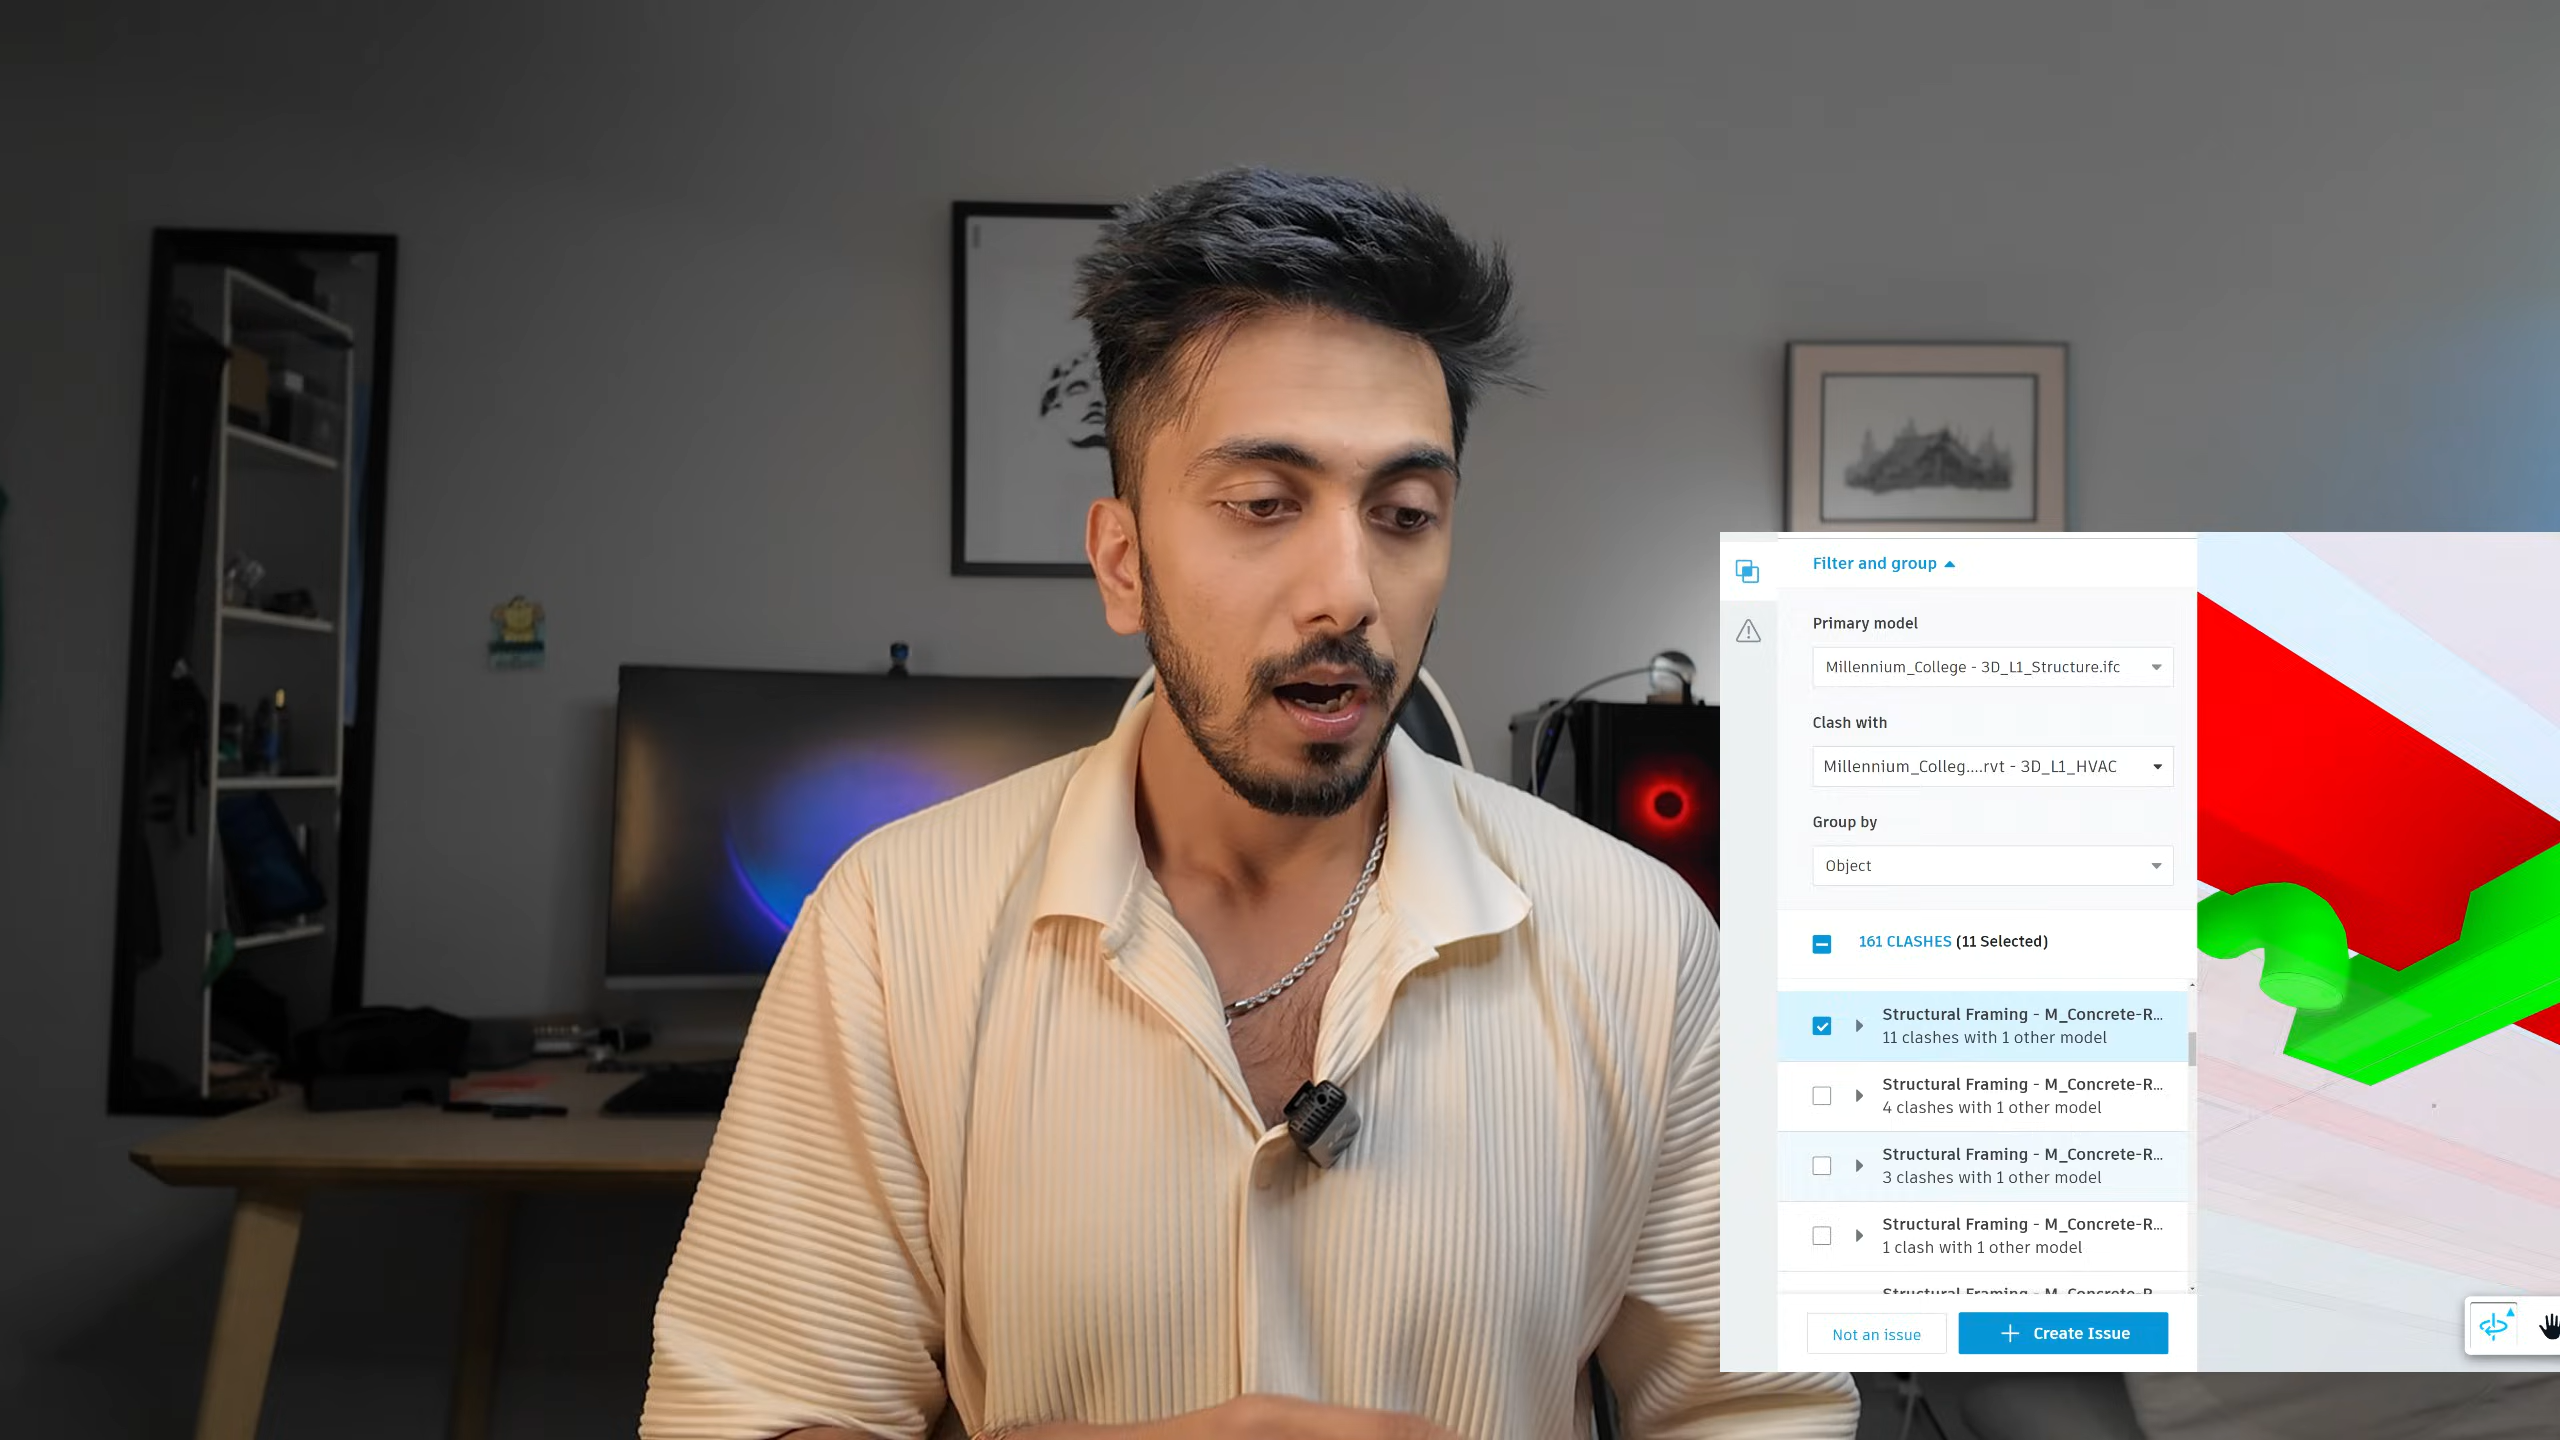 Filter and group
Primary model
Millennium_College - 3D_L1_Structure.ifc
Clash with
Millennium_Colleg....rvt - 3D_L1_HVAC
Group by
Object
161 CLASHES (11 Selected)
Structural Framing - M_Concrete-R...
11 clashes with 1 other model
Structural Framing - M_Concrete-R...
4 clashes with 1 other model
Structural Framing - M_Concrete-R...
3 clashes with 1 other model
Structural Framing - M_Concrete-R...
1 clash with 1 other model
Structural Framing - M_Concrete-R...
Not an issue
Create Issue